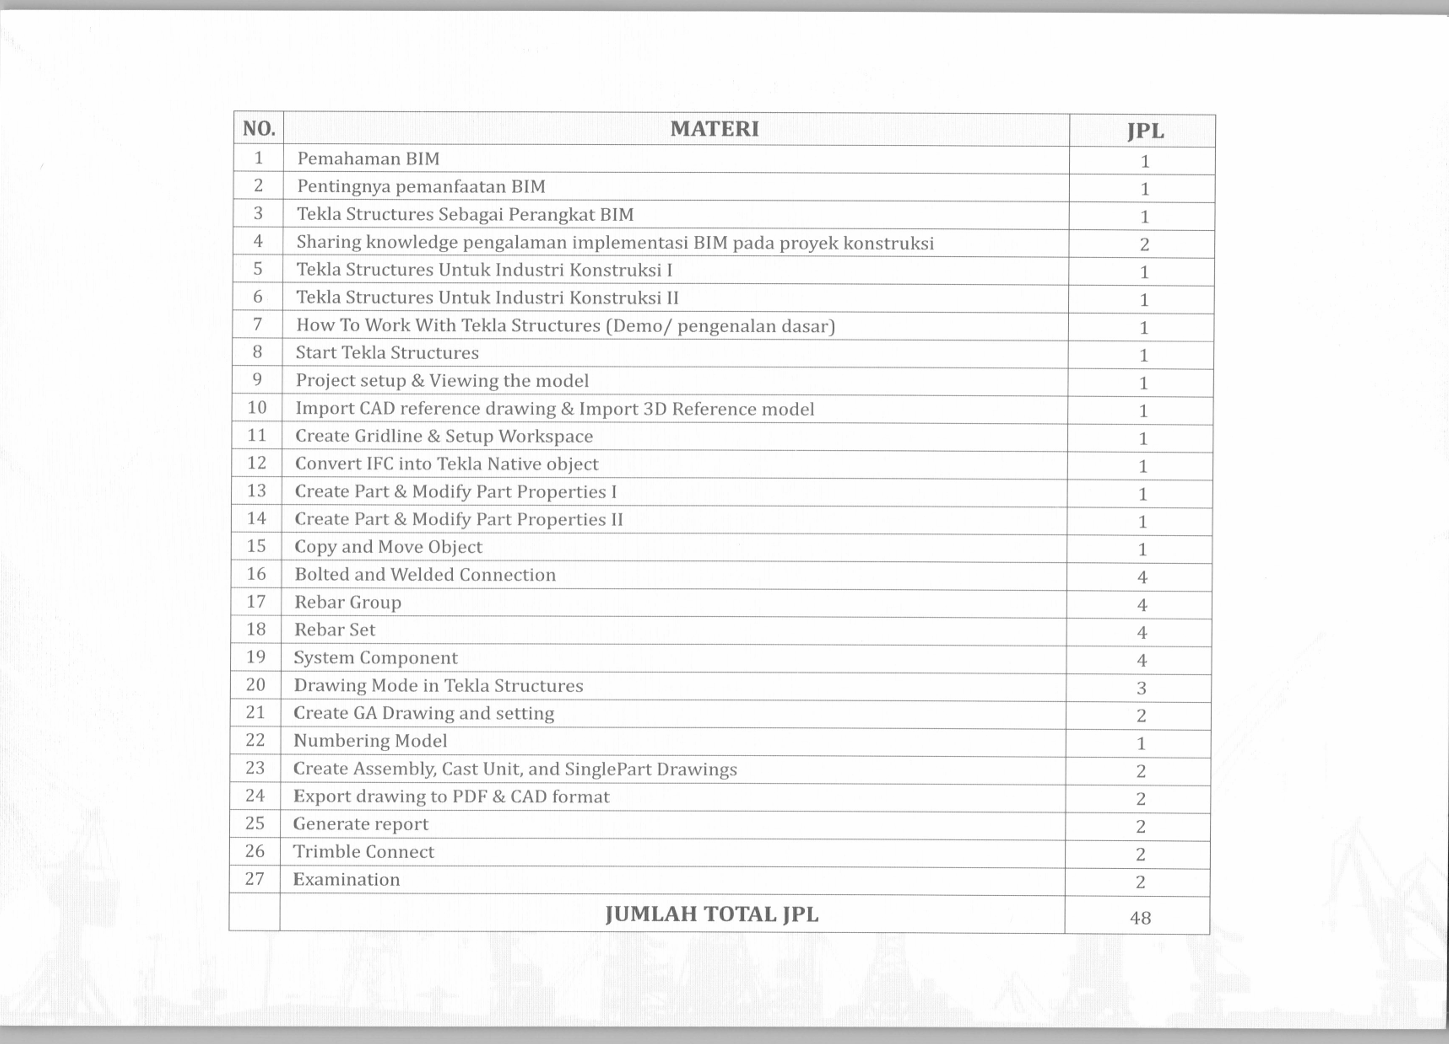 NO. MATERI JPL
1 Pemahaman BIM 1
2 Pentingnya pemanfaatan BIM 1
3 Tekla Structures Sebagai Perangkat BIM 1
4 Sharing knowledge pengalaman implementasi BIM pada proyek konstruksi 2
5 Tekla Structures Untuk Industri Konstruksi I 1
6 Tekla Structures Untuk Industri Konstruksi II 1
7 How To Work With Tekla Structures (Demo/ pengenalan dasar) 1
8 Start Tekla Structures 1
9 Project setup & Viewing the model 1
10 Import CAD reference drawing & Import 3D Reference model 1
11 Create Gridline & Setup Workspace 1
12 Convert IFC into Tekla Native object 1
13 Create Part & Modify Part Properties I 1
14 Create Part & Modify Part Properties II 1
15 Copy and Move Object 1
16 Bolted and Welded Connection 4
17 Rebar Group 4
18 Rebar Set 4
19 System Component 4
20 Drawing Mode in Tekla Structures 3
21 Create GA Drawing and setting 2
22 Numbering Model 1
23 Create Assembly, Cast Unit, and SinglePart Drawings 2
24 Export drawing to PDF & CAD format 2
25 Generate report 2
26 Trimble Connect 2
27 Examination 2
JUMLAH TOTAL JPL 48